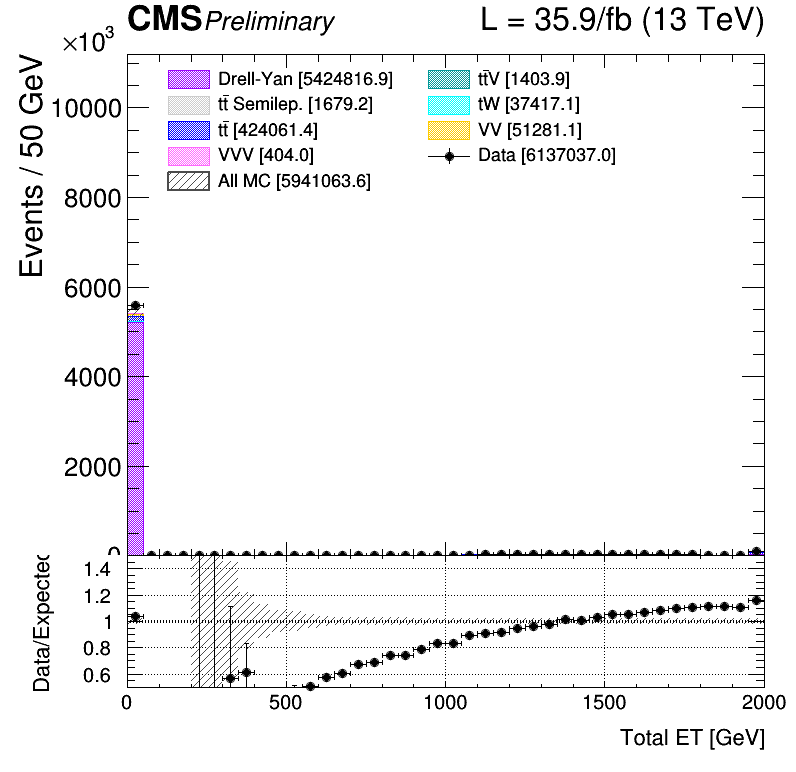 CMS Preliminary L = 35.9/fb (13 TeV)
×10³
Events / 50 GeV
10000
8000
6000
4000
2000
0
Drell-Yan [5424816.9]
tt̄ Semilep. [1679.2]
tt̄ [424061.4]
VVV [404.0]
All MC [5941063.6]
tt̄V [1403.9]
tW [37417.1]
VV [51281.1]
Data [6137037.0]
Data/Expected
1.4
1.2
1
0.8
0.6
0 500 1000 1500 2000
Total ET [GeV]